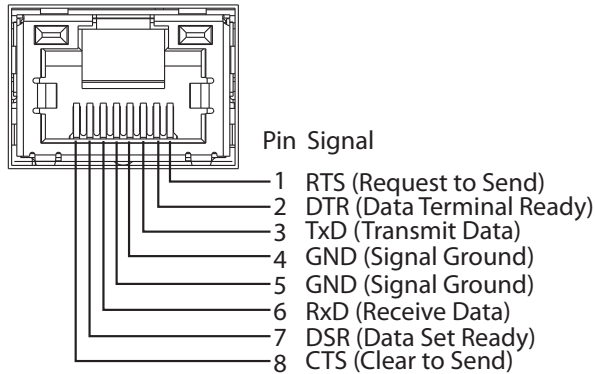 Pin Signal
1 RTS (Request to Send)
2 DTR (Data Terminal Ready)
3 TxD (Transmit Data)
4 GND (Signal Ground)
5 GND (Signal Ground)
6 RxD (Receive Data)
7 DSR (Data Set Ready)
8 CTS (Clear to Send)